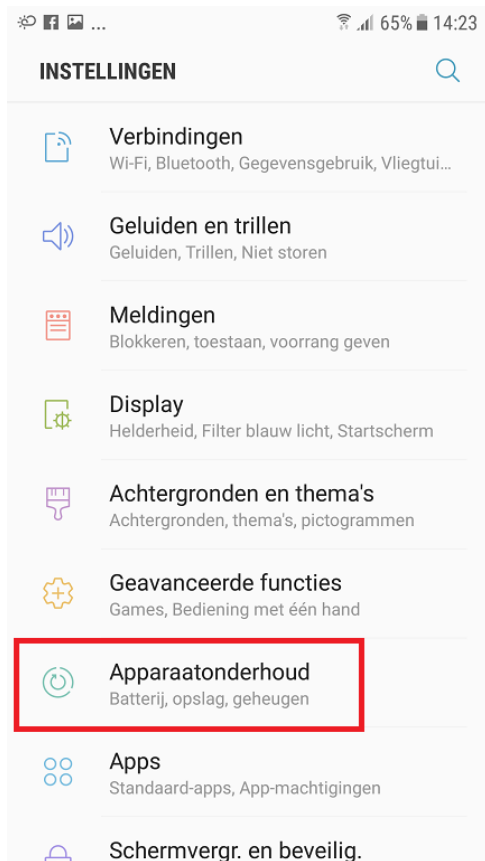 ... 65% 14:23
INSTELLINGEN
Verbindingen
Wi-Fi, Bluetooth, Gegevensgebruik, Vliegtui...
Geluiden en trillen
Geluiden, Trillen, Niet storen
Meldingen
Blokkeren, toestaan, voorrang geven
Display
Helderheid, Filter blauw licht, Startscherm
Achtergronden en thema's
Achtergronden, thema's, pictogrammen
Geavanceerde functies
Games, Bediening met één hand
Apparaatonderhoud
Batterij, opslag, geheugen
Apps
Standaard-apps, App-machtigingen
Schermvergr. en beveilig.